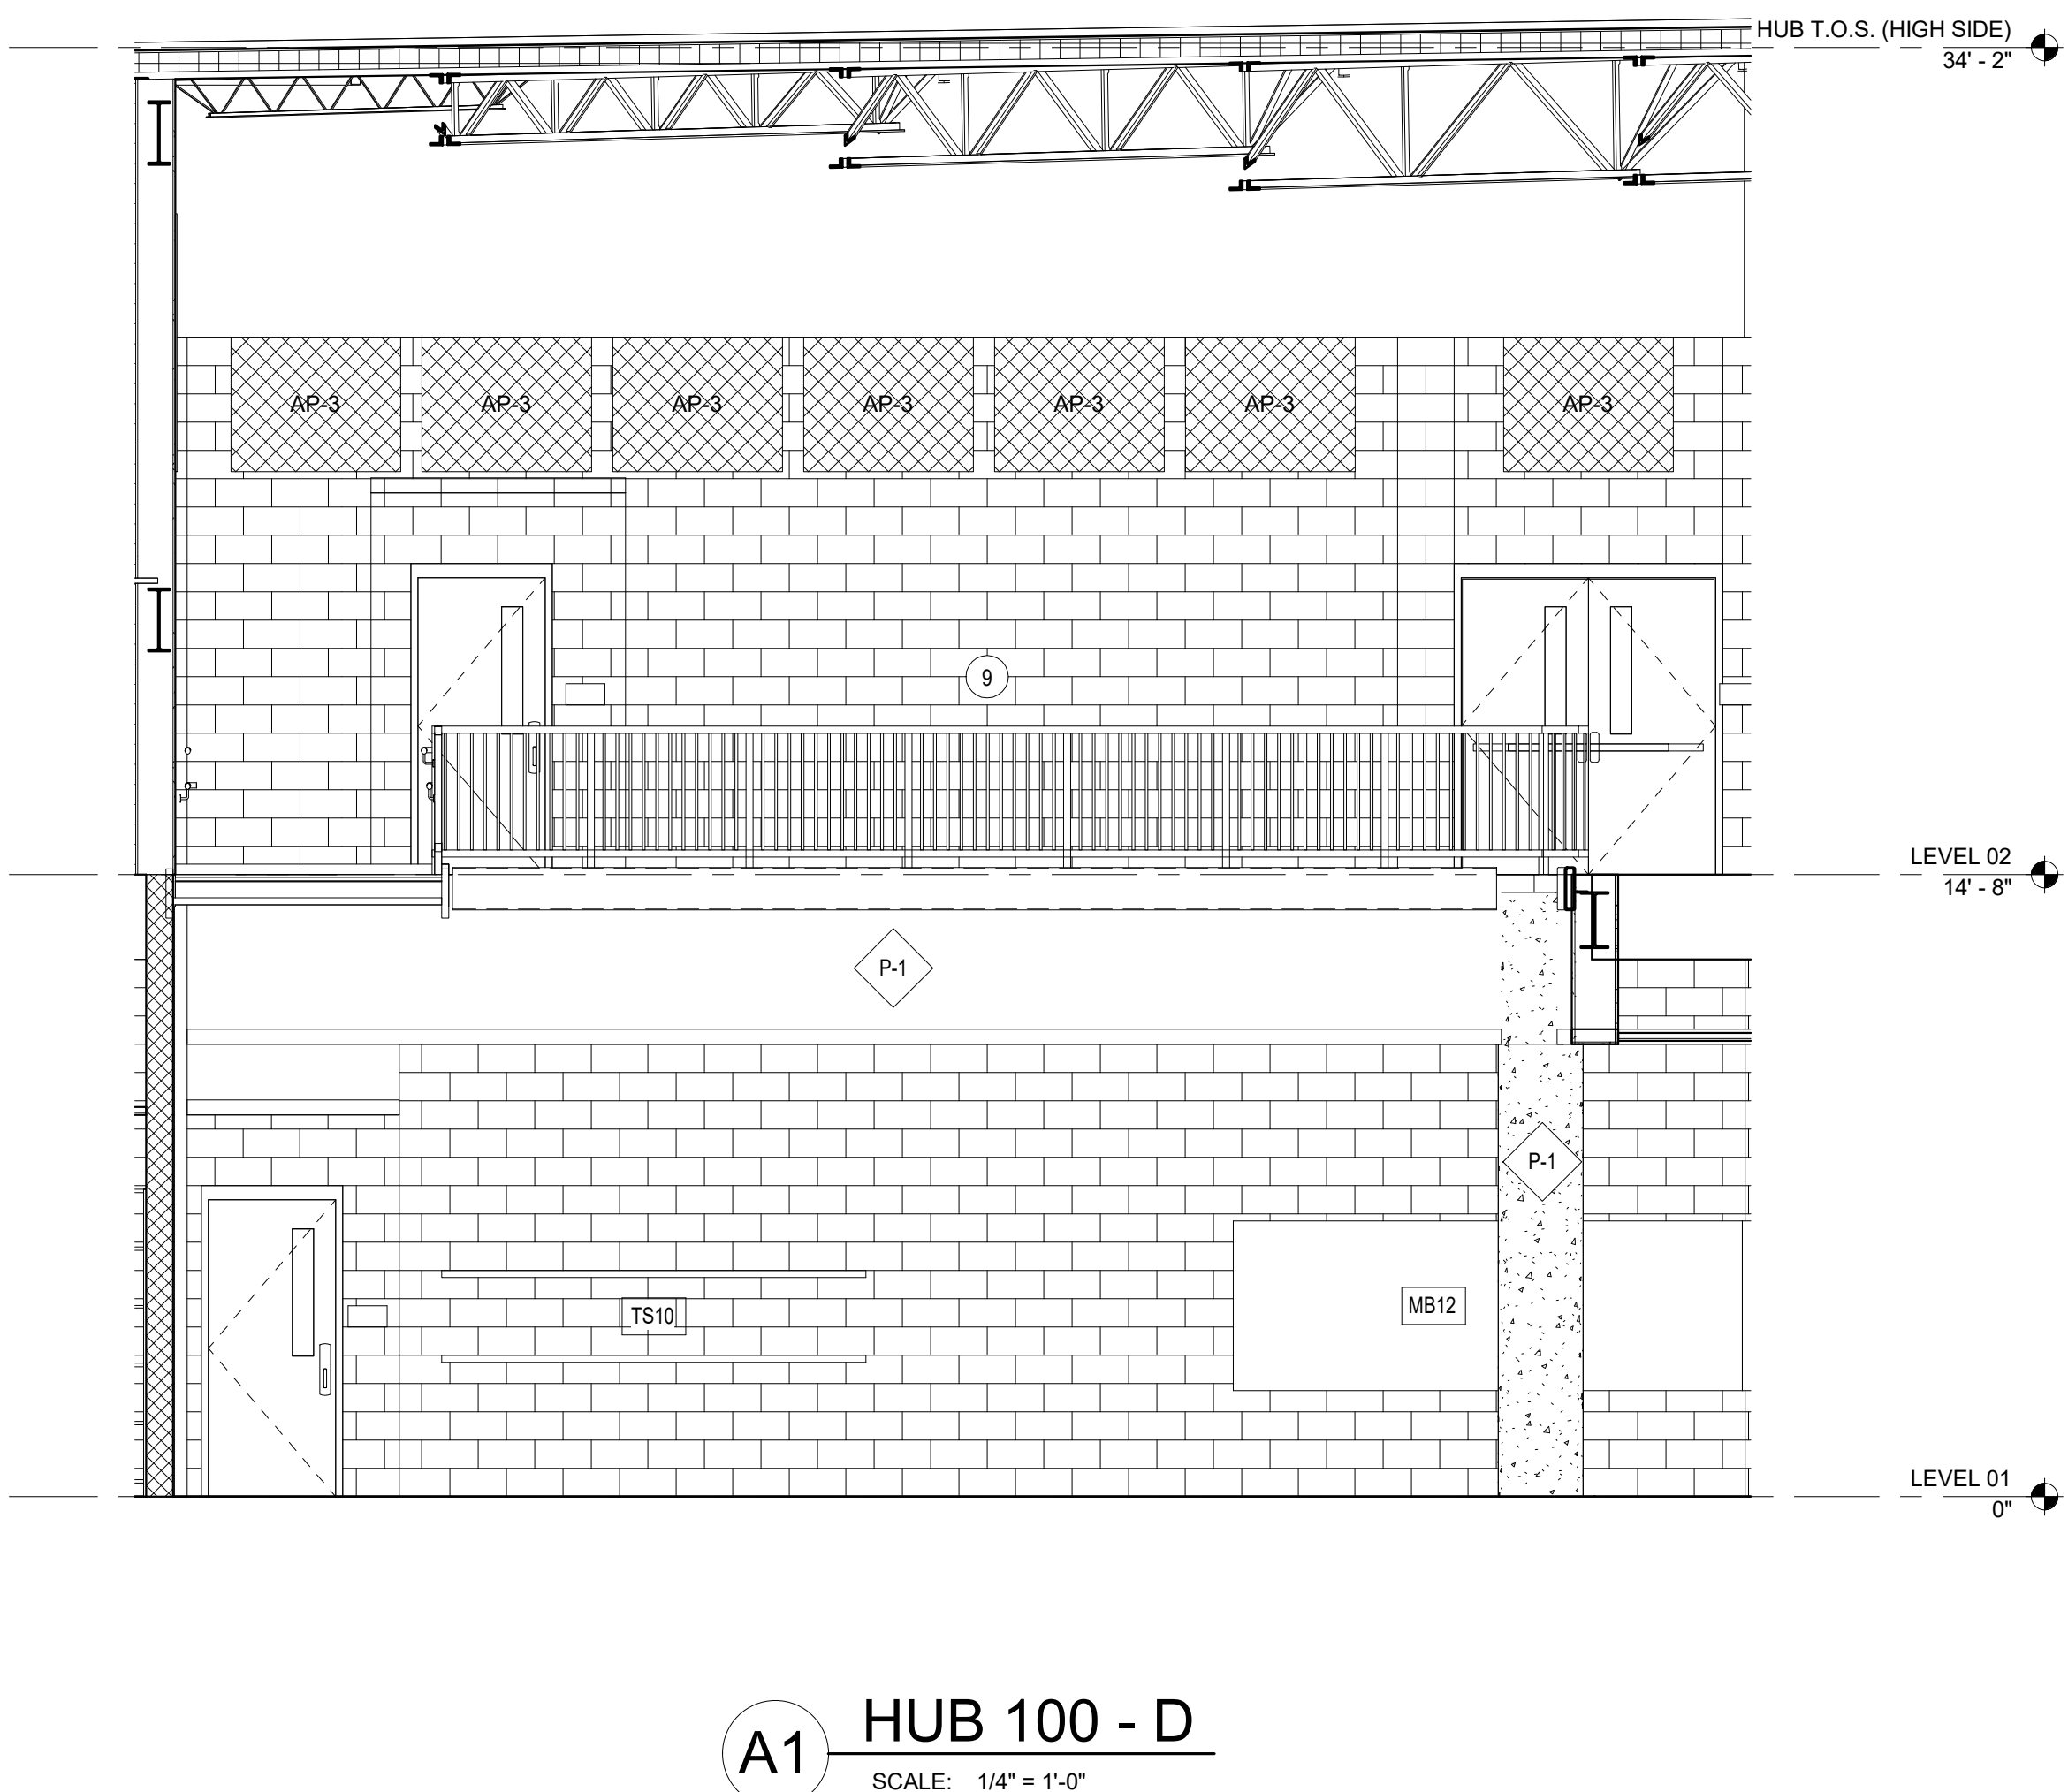 HUB T.O.S. (HIGH SIDE)
34' - 2"
AP-3 AP-3 AP-3 AP-3 AP-3 AP-3 AP-3
9
LEVEL 02
14' - 8"
P-1
P-1
TS10
MB12
LEVEL 01
0"
A1
HUB 100 - D
SCALE: 1/4" = 1'-0"